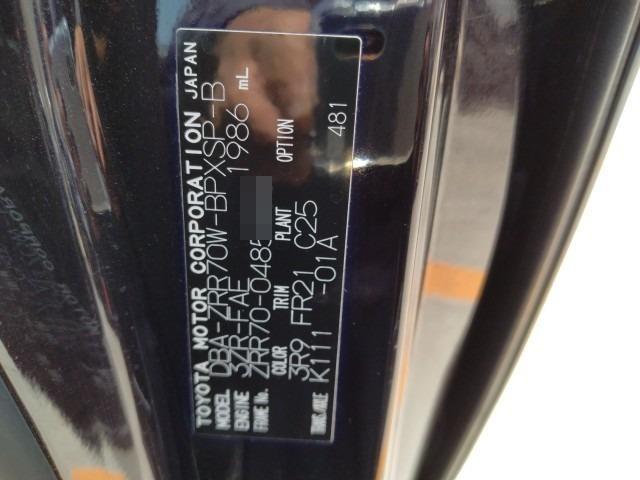 TOYOTA MOTOR CORPORATION JAPAN
MODEL DBA-ZRR70W-BPXSP-B
ENGINE 3ZR-FAE 1986 mL
FRAME No. ZRR70-0485
COLOR TRIM PLANT OPTION
3R9 FR21 C25 481
TRANS./AXLE K111 -01A